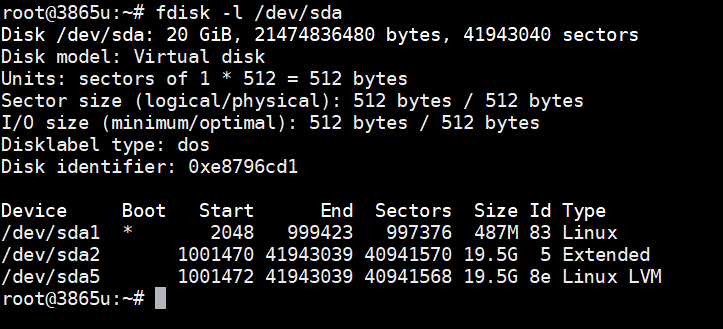 root@3865u:~# fdisk -l /dev/sda
Disk /dev/sda: 20 GiB, 21474836480 bytes, 41943040 sectors
Disk model: Virtual disk
Units: sectors of 1 * 512 = 512 bytes
Sector size (logical/physical): 512 bytes / 512 bytes
I/O size (minimum/optimal): 512 bytes / 512 bytes
Disklabel type: dos
Disk identifier: 0xe8796cd1

Device     Boot   Start      End  Sectors  Size Id Type
/dev/sda1  *       2048   999423   997376  487M 83 Linux
/dev/sda2       1001470 41943039 40941570 19.5G  5 Extended
/dev/sda5       1001472 41943039 40941568 19.5G 8e Linux LVM
root@3865u:~#